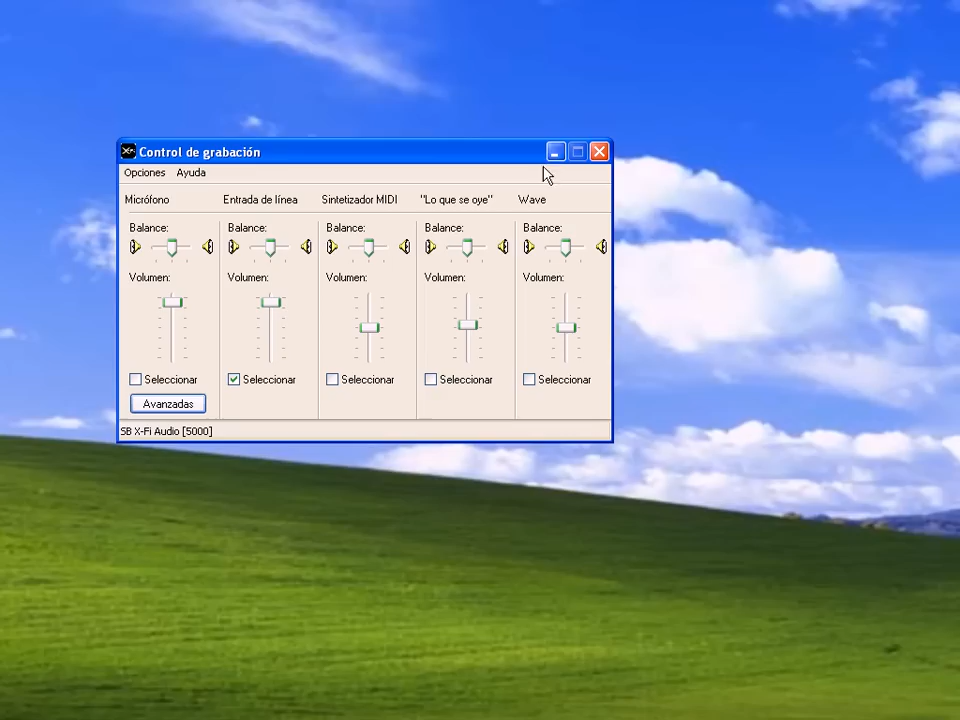 Control de grabación
Opciones Ayuda
Micrófono Entrada de línea Sintetizador MIDI "Lo que se oye" Wave
Balance: Balance: Balance: Balance: Balance:
Volumen: Volumen: Volumen: Volumen: Volumen:
Seleccionar Seleccionar Seleccionar Seleccionar Seleccionar
Avanzadas
SB X-Fi Audio [5000]